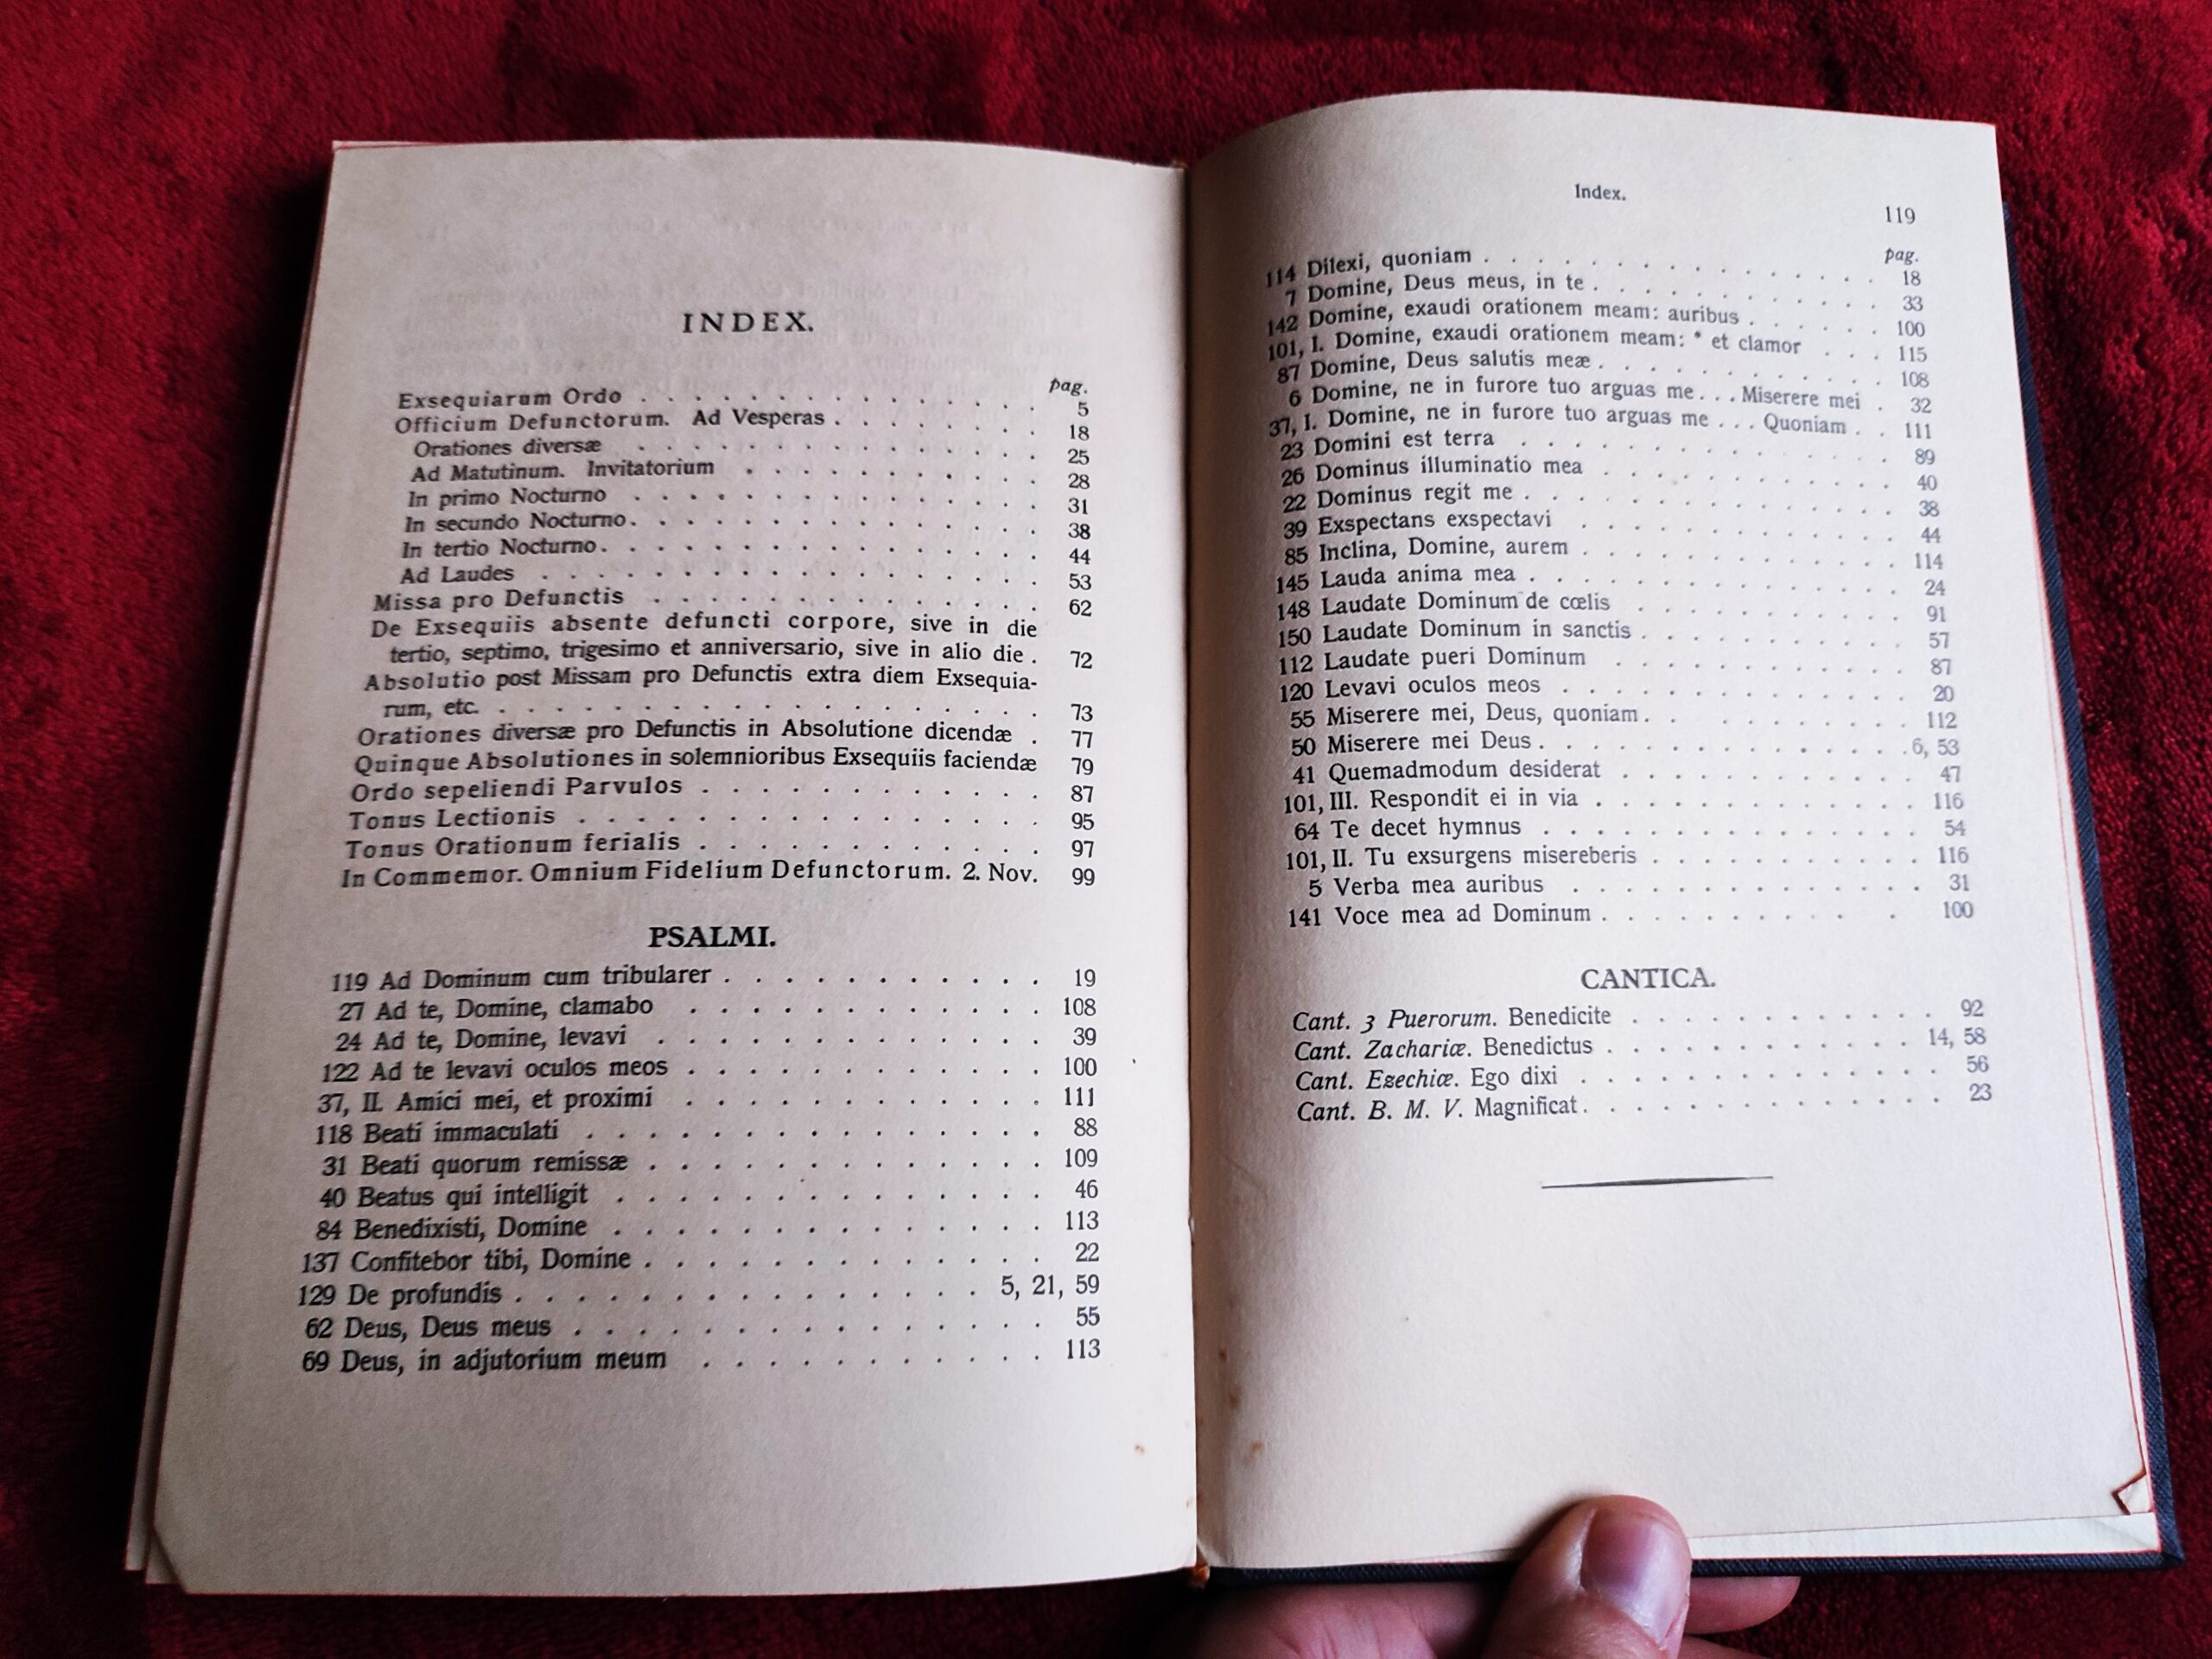 INDEX.
pag.
Exsequiarum Ordo . . . . . . . . . . . . . 5
Officium Defunctorum. Ad Vesperas . . . . . . . . 18
Orationes diversæ . . . . . . . . . . . . . 25
Ad Matutinum. Invitatorium . . . . . . . . . 28
In primo Nocturno . . . . . . . . . . . . . 31
In secundo Nocturno . . . . . . . . . . . . . 38
In tertio Nocturno . . . . . . . . . . . . . . 44
Ad Laudes . . . . . . . . . . . . . . . . 53
Missa pro Defunctis . . . . . . . . . . . . . 62
De Exsequiis absente defuncti corpore, sive in die
tertio, septimo, trigesimo et anniversario, sive in alio die . 72
Absolutio post Missam pro Defunctis extra diem Exsequia-
rum, etc. . . . . . . . . . . . . . . . . . 73
Orationes diversæ pro Defunctis in Absolutione dicendæ . 77
Quinque Absolutiones in solemnioribus Exsequiis faciendæ 79
Ordo sepeliendi Parvulos . . . . . . . . . . . . 87
Tonus Lectionis . . . . . . . . . . . . . . . 95
Tonus Orationum ferialis . . . . . . . . . . . . 97
In Commemor. Omnium Fidelium Defunctorum. 2. Nov. 99
PSALMI.
119 Ad Dominum cum tribularer . . . . . . . . . . . 19
27 Ad te, Domine, clamabo . . . . . . . . . . . . 108
24 Ad te, Domine, levavi . . . . . . . . . . . . . 39
122 Ad te levavi oculos meos . . . . . . . . . . . . 100
37, II. Amici mei, et proximi . . . . . . . . . . . . 111
118 Beati immaculati . . . . . . . . . . . . . . . 88
31 Beati quorum remissæ . . . . . . . . . . . . . 109
40 Beatus qui intelligit . . . . . . . . . . . . . . 46
84 Benedixisti, Domine . . . . . . . . . . . . . . 113
137 Confitebor tibi, Domine . . . . . . . . . . . . . 22
129 De profundis . . . . . . . . . . . . . . . 5, 21, 59
62 Deus, Deus meus . . . . . . . . . . . . . . . 55
69 Deus, in adjutorium meum . . . . . . . . . . . 113
Index.
119
pag.
114 Dilexi, quoniam . . . . . . . . . . . . . . . 18
7 Domine, Deus meus, in te . . . . . . . . . . . 33
142 Domine, exaudi orationem meam: auribus . . . . . . 100
101, I. Domine, exaudi orationem meam: * et clamor . . . 115
87 Domine, Deus salutis meæ . . . . . . . . . . . . 108
6 Domine, ne in furore tuo arguas me . . . Miserere mei . 32
37, I. Domine, ne in furore tuo arguas me . . . Quoniam . . 111
23 Domini est terra . . . . . . . . . . . . . . . 89
26 Dominus illuminatio mea . . . . . . . . . . . . 40
22 Dominus regit me . . . . . . . . . . . . . . . 38
39 Exspectans exspectavi . . . . . . . . . . . . . 44
85 Inclina, Domine, aurem . . . . . . . . . . . . . 114
145 Lauda anima mea . . . . . . . . . . . . . . . 24
148 Laudate Dominum de cœlis . . . . . . . . . . . 91
150 Laudate Dominum in sanctis . . . . . . . . . . . 57
112 Laudate pueri Dominum . . . . . . . . . . . . 87
120 Levavi oculos meos . . . . . . . . . . . . . . 20
55 Miserere mei, Deus, quoniam . . . . . . . . . . . 112
50 Miserere mei Deus . . . . . . . . . . . . . . 6, 53
41 Quemadmodum desiderat . . . . . . . . . . . . 47
101, III. Respondit ei in via . . . . . . . . . . . . . 116
64 Te decet hymnus . . . . . . . . . . . . . . . 54
101, II. Tu exsurgens misereberis . . . . . . . . . . . 116
5 Verba mea auribus . . . . . . . . . . . . . . 31
141 Voce mea ad Dominum . . . . . . . . . . . . 100
CANTICA.
Cant. 3 Puerorum. Benedicite . . . . . . . . . . . . 92
Cant. Zachariæ. Benedictus . . . . . . . . . . . . 14, 58
Cant. Ezechiæ. Ego dixi . . . . . . . . . . . . . . 56
Cant. B. M. V. Magnificat . . . . . . . . . . . . . 23